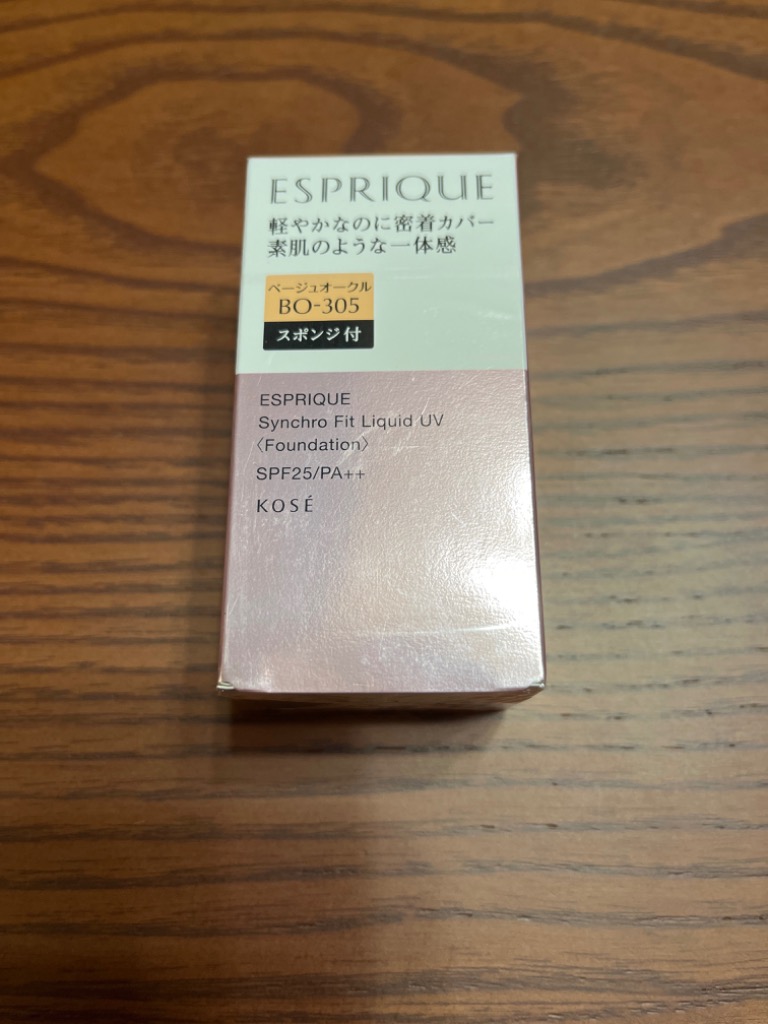 ESPRIQUE
軽やかなのに密着カバー
素肌のような一体感
ベージュオークル
BO-305
スポンジ付
ESPRIQUE
Synchro Fit Liquid UV
〈Foundation〉
SPF25/PA++
KOSÉ